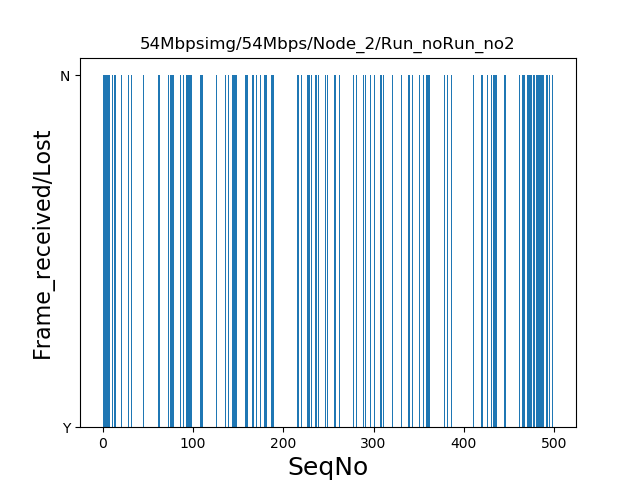 54Mbpsimg/54Mbps/Node_2/Run_noRun_no2
N
Frame_received/Lost
Y
0 100 200 300 400 500
SeqNo